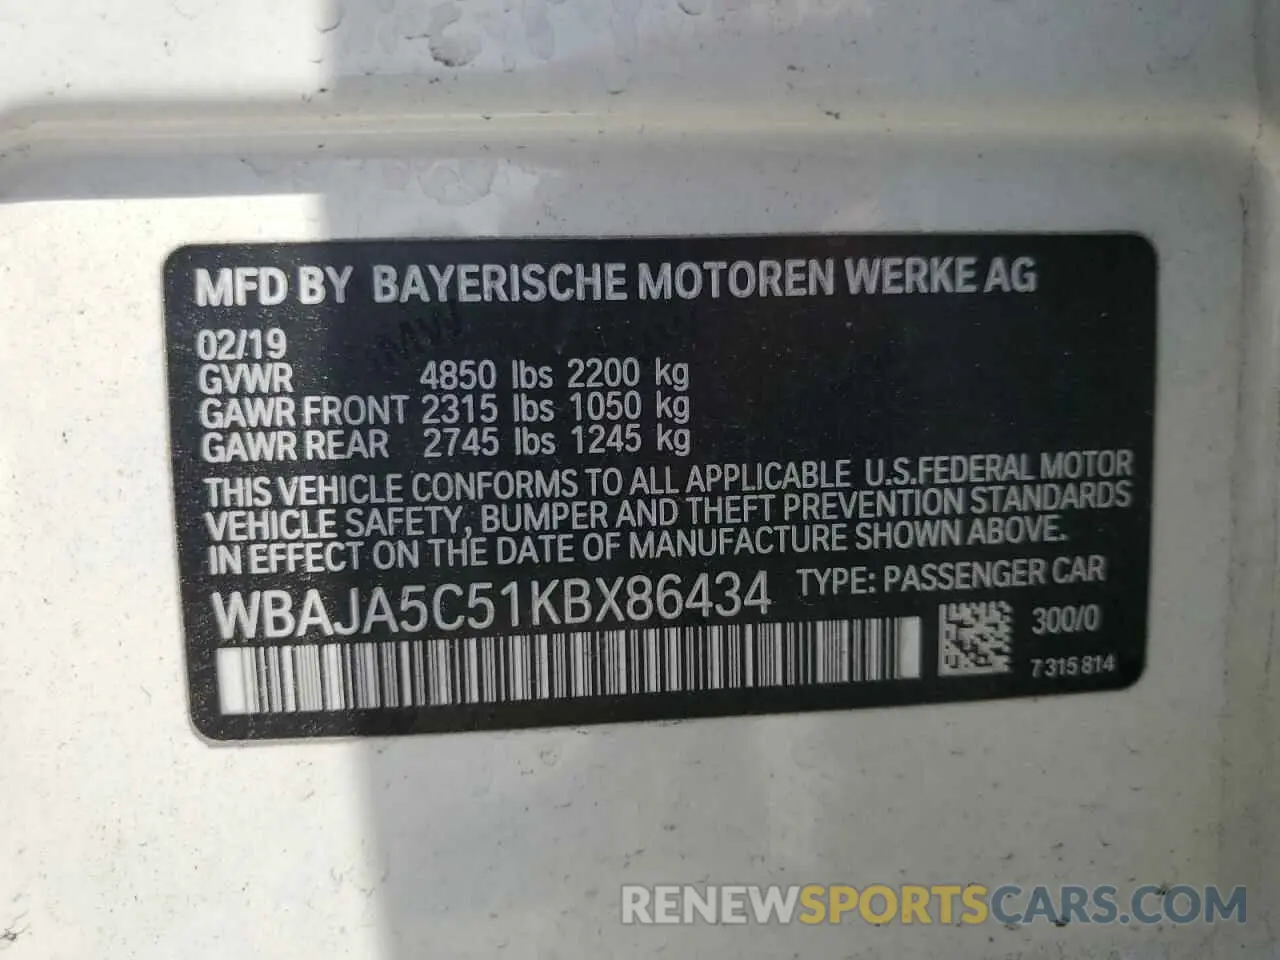 MFD BY BAYERISCHE MOTOREN WERKE AG
02/19
GVWR 4850 lbs 2200 kg
GAWR FRONT 2315 lbs 1050 kg
GAWR REAR 2745 lbs 1245 kg
THIS VEHICLE CONFORMS TO ALL APPLICABLE U.S.FEDERAL MOTOR
VEHICLE SAFETY, BUMPER AND THEFT PREVENTION STANDARDS
IN EFFECT ON THE DATE OF MANUFACTURE SHOWN ABOVE.
WBAJA5C51KBX86434 TYPE: PASSENGER CAR
300/0
7 315 814
RENEWSPORTSCARS.COM